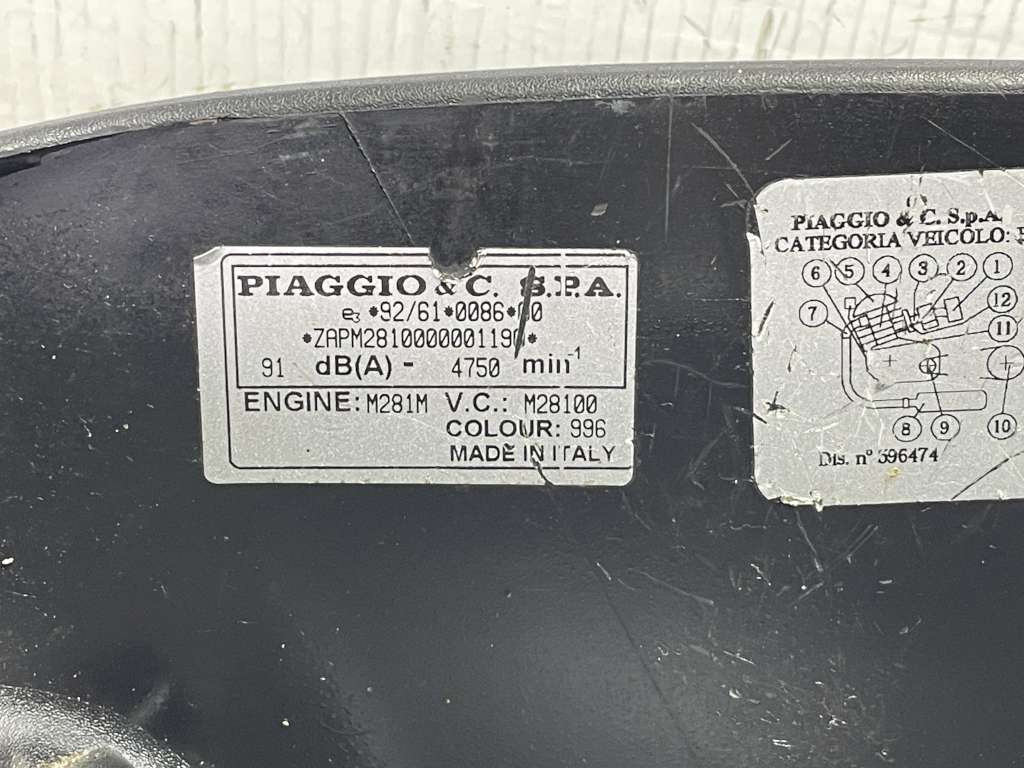 PIAGGIO & C. S.P.A.
e3 *92/61*0086*00
91 dB(A) - 4750 min-1
ENGINE: M281M V.C.: M28100
COLOUR: 996
MADE IN ITALY
PIAGGIO & C. S.p.A.
CATEGORIA VEICOLO:
6 5 4 3 2 1
7 12
11
8 9 10
Dis. n° 596474